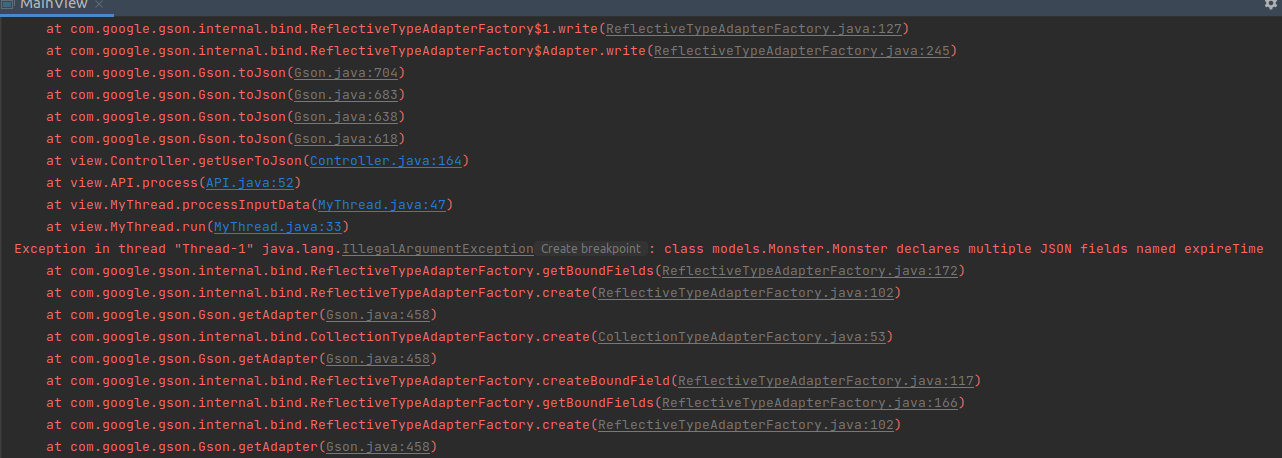 MainView ×
at com.google.gson.internal.bind.ReflectiveTypeAdapterFactory$1.write(ReflectiveTypeAdapterFactory.java:127)
at com.google.gson.internal.bind.ReflectiveTypeAdapterFactory$Adapter.write(ReflectiveTypeAdapterFactory.java:245)
at com.google.gson.Gson.toJson(Gson.java:704)
at com.google.gson.Gson.toJson(Gson.java:683)
at com.google.gson.Gson.toJson(Gson.java:638)
at com.google.gson.Gson.toJson(Gson.java:618)
at view.Controller.getUserToJson(Controller.java:164)
at view.API.process(API.java:52)
at view.MyThread.processInputData(MyThread.java:47)
at view.MyThread.run(MyThread.java:33)
Exception in thread "Thread-1" java.lang.IllegalArgumentException Create breakpoint : class models.Monster.Monster declares multiple JSON fields named expireTime
at com.google.gson.internal.bind.ReflectiveTypeAdapterFactory.getBoundFields(ReflectiveTypeAdapterFactory.java:172)
at com.google.gson.internal.bind.ReflectiveTypeAdapterFactory.create(ReflectiveTypeAdapterFactory.java:102)
at com.google.gson.Gson.getAdapter(Gson.java:458)
at com.google.gson.internal.bind.CollectionTypeAdapterFactory.create(CollectionTypeAdapterFactory.java:53)
at com.google.gson.Gson.getAdapter(Gson.java:458)
at com.google.gson.internal.bind.ReflectiveTypeAdapterFactory.createBoundField(ReflectiveTypeAdapterFactory.java:117)
at com.google.gson.internal.bind.ReflectiveTypeAdapterFactory.getBoundFields(ReflectiveTypeAdapterFactory.java:166)
at com.google.gson.internal.bind.ReflectiveTypeAdapterFactory.create(ReflectiveTypeAdapterFactory.java:102)
at com.google.gson.Gson.getAdapter(Gson.java:458)